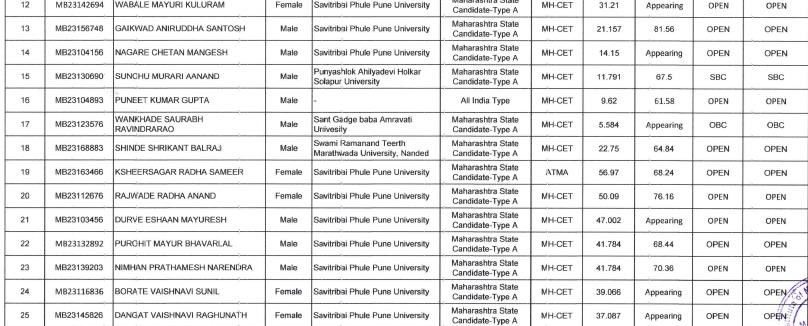 12 MB23142694 WABALE MAYURI KULURAM Female Savitribai Phule Pune University Maharashtra State Candidate-Type A MH-CET 31.21 Appearing OPEN OPEN
13 MB23156748 GAIKWAD ANIRUDDHA SANTOSH Male Savitribai Phule Pune University Maharashtra State Candidate-Type A MH-CET 21.157 81.56 OPEN OPEN
14 MB23104156 NAGARE CHETAN MANGESH Male Savitribai Phule Pune University Maharashtra State Candidate-Type A MH-CET 14.15 Appearing OPEN OPEN
15 MB23130690 SUNCHU MURARI AANAND Male Punyashlok Ahilyadevi Holkar Solapur University Maharashtra State Candidate-Type A MH-CET 11.791 67.5 SBC SBC
16 MB23104893 PUNEET KUMAR GUPTA Male - All India Type MH-CET 9.62 61.58 OPEN OPEN
17 MB23123576 WANKHADE SAURABH RAVINDRARAO Male Sant Gadge baba Amravati Univesity Maharashtra State Candidate-Type A MH-CET 5.584 Appearing OBC OBC
18 MB23168883 SHINDE SHRIKANT BALRAJ Male Swami Ramanand Teerth Marathwada University, Nanded Maharashtra State Candidate-Type A MH-CET 22.75 64.84 OPEN OPEN
19 MB23163466 KSHEERSAGAR RADHA SAMEER Female Savitribai Phule Pune University Maharashtra State Candidate-Type A ATMA 56.97 68.24 OPEN OPEN
20 MB23112676 RAJWADE RADHA ANAND Female Savitribai Phule Pune University Maharashtra State Candidate-Type A MH-CET 50.09 76.16 OPEN OPEN
21 MB23103456 DURVE ESHAAN MAYURESH Male Savitribai Phule Pune University Maharashtra State Candidate-Type A MH-CET 47.002 Appearing OPEN OPEN
22 MB23132892 PUROHIT MAYUR BHAVARLAL Male Savitribai Phule Pune University Maharashtra State Candidate-Type A MH-CET 41.784 68.44 OPEN OPEN
23 MB23139203 NIMHAN PRATHAMESH NARENDRA Male Savitribai Phule Pune University Maharashtra State Candidate-Type A MH-CET 41.784 70.36 OPEN OPEN
24 MB23116836 BORATE VAISHNAVI SUNIL Female Savitribai Phule Pune University Maharashtra State Candidate-Type A MH-CET 39.066 Appearing OPEN OPEN
25 MB23145826 DANGAT VAISHNAVI RAGHUNATH Female Savitribai Phule Pune University Maharashtra State Candidate-Type A MH-CET 37.087 Appearing OPEN OPEN